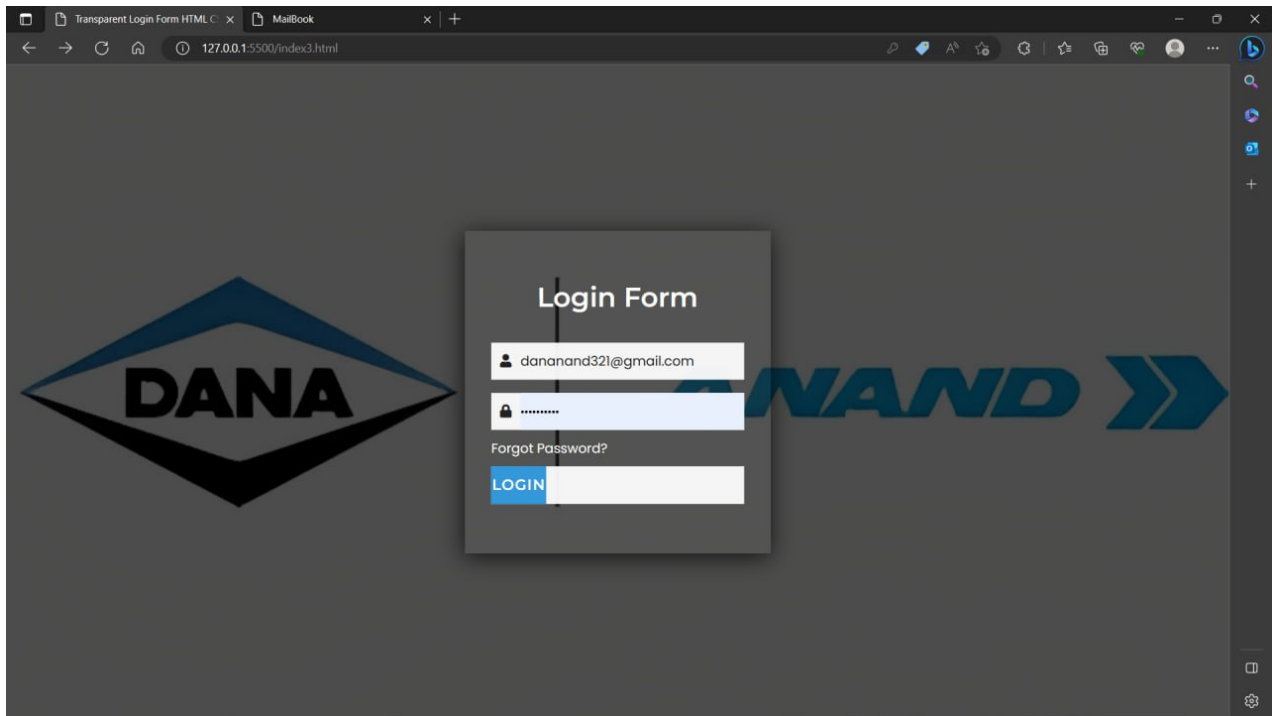 Transparent Login Form HTML C
MailBook
127.0.0.1:5500/index3.html
Login Form
DANA
ANAND
dananand321@gmail.com
••••••••••
Forgot Password?
LOGIN